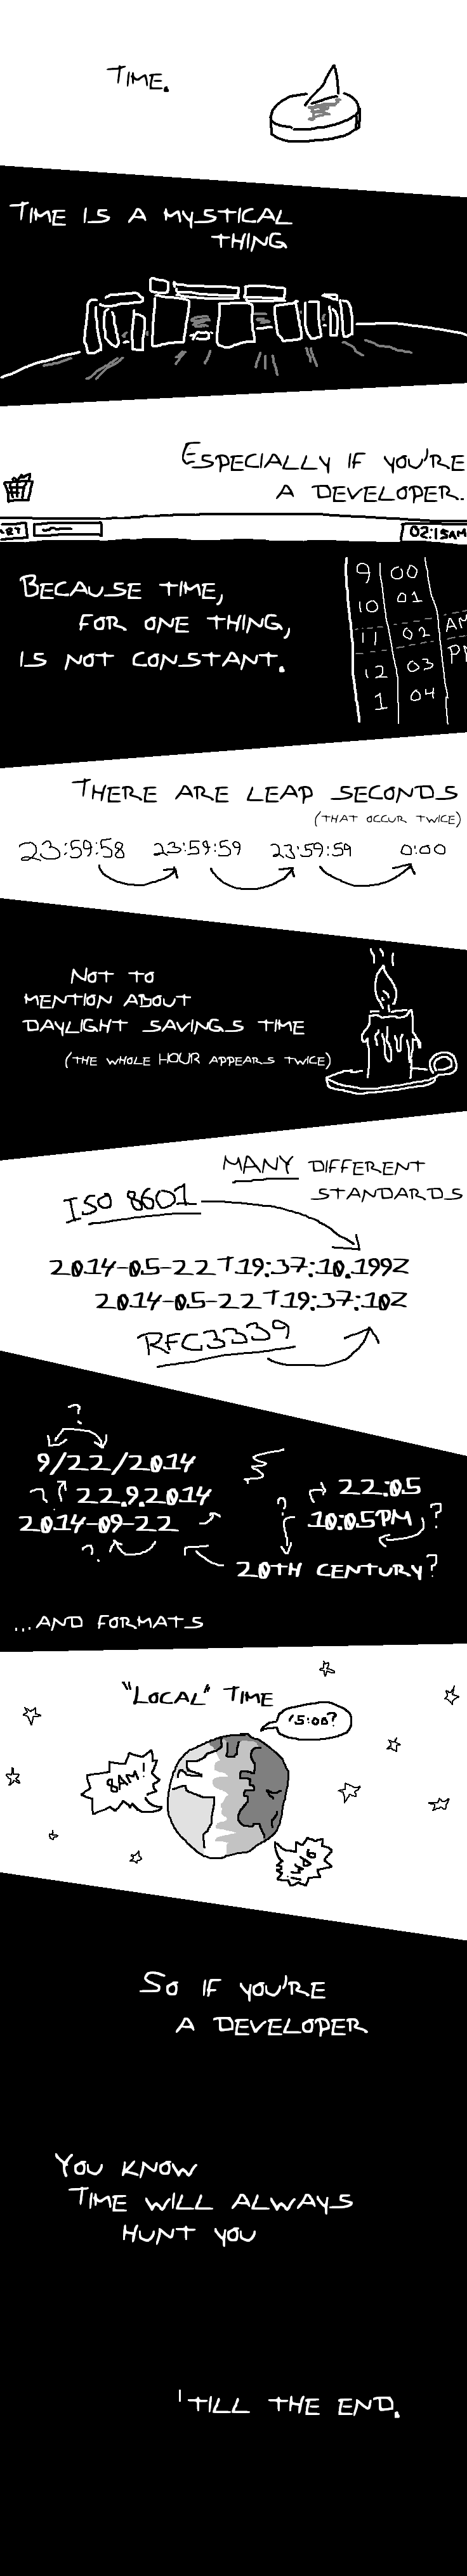 TIME.
TIME IS A MYSTICAL
THING
ESPECIALLY IF YOU'RE
A DEVELOPER.
ART
02:15AM
BECAUSE TIME,
FOR ONE THING,
IS NOT CONSTANT.
9 00
10 01
11 02 AM
12 03 PM
1 04
THERE ARE LEAP SECONDS
(THAT OCCUR TWICE)
23:59:58 23:59:59 23:59:59 0:00
NOT TO
MENTION ABOUT
DAYLIGHT SAVINGS TIME
(THE WHOLE HOUR APPEARS TWICE)
MANY DIFFERENT
STANDARDS
ISO 8601
2014-05-22T19:37:10.199Z
2014-05-22T19:37:10Z
RFC3339
?
9/22/2014
? 22.9.2014
2014-09-22
?
22:05
? 10:05PM ?
20TH CENTURY?
...AND FORMATS
"LOCAL" TIME
15:00?
8AM!
9PM!
SO IF YOU'RE
A DEVELOPER
YOU KNOW
TIME WILL ALWAYS
HUNT YOU
'TILL THE END.